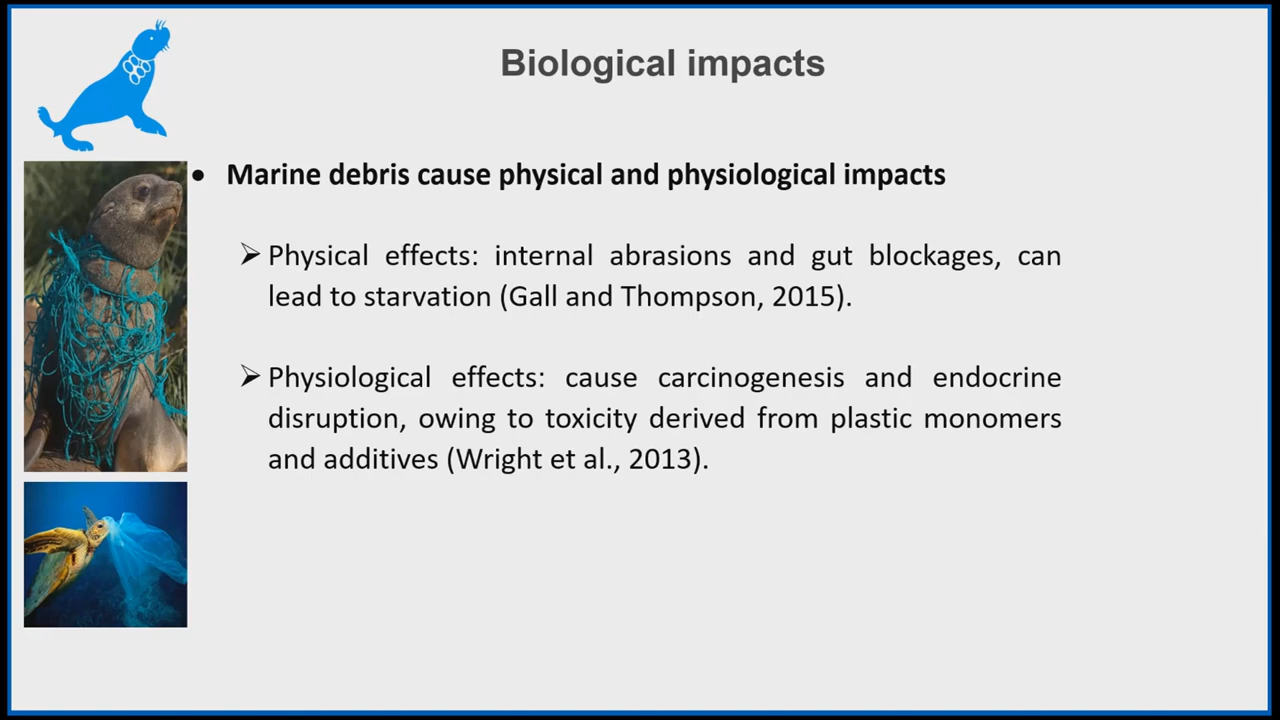 Biological impacts
• Marine debris cause physical and physiological impacts
➢ Physical effects: internal abrasions and gut blockages, can
lead to starvation (Gall and Thompson, 2015).
➢ Physiological effects: cause carcinogenesis and endocrine
disruption, owing to toxicity derived from plastic monomers
and additives (Wright et al., 2013).